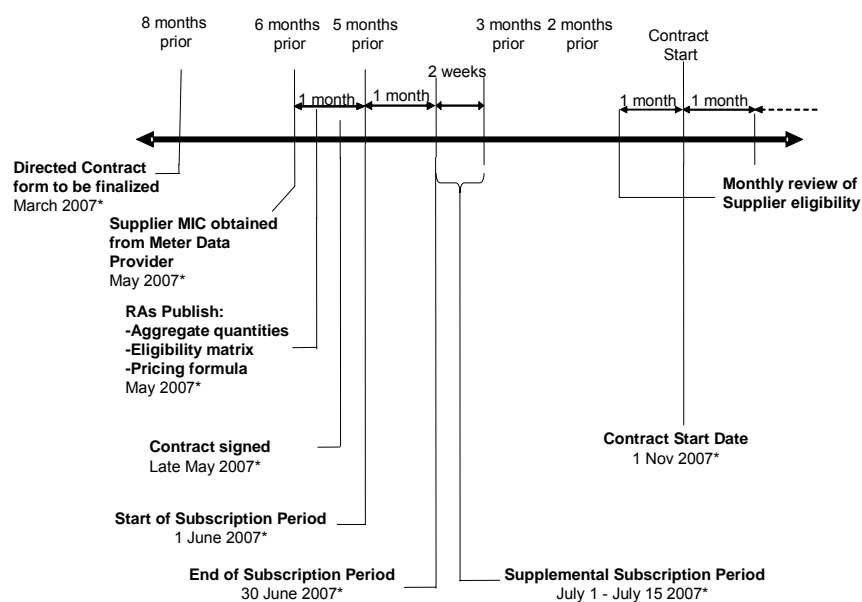 8 months
prior
6 months
prior
5 months
prior
3 months
prior
2 months
prior
Contract
Start
2 weeks
1 month
1 month
1 month
1 month
Directed Contract
form to be finalized
March 2007*
Monthly review of
Supplier eligibility
Supplier MIC obtained
from Meter Data
Provider
May 2007*
RAs Publish:
-Aggregate quantities
-Eligibility matrix
-Pricing formula
May 2007*
Contract signed
Late May 2007*
Contract Start Date
1 Nov 2007*
Start of Subscription Period
1 June 2007*
End of Subscription Period
30 June 2007*
Supplemental Subscription Period
July 1 - July 15 2007*